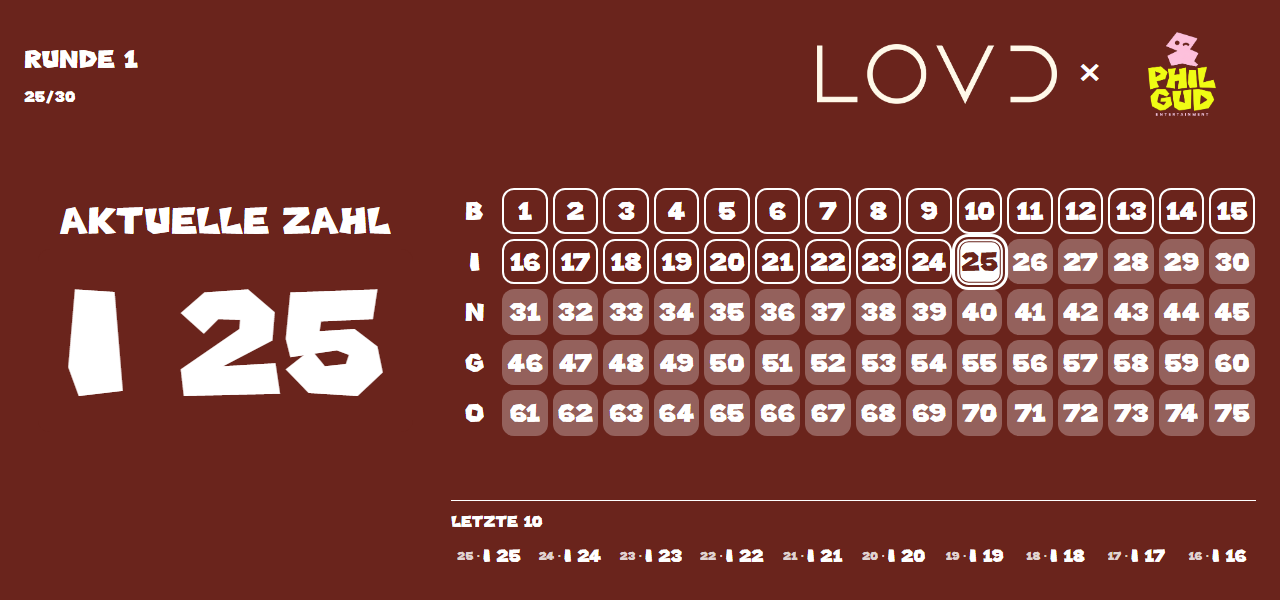 RUNDE 1
25/30
LOVD × PHIL GUD
ENTERTAINMENT
AKTUELLE ZAHL
I 25
B 1 2 3 4 5 6 7 8 9 10 11 12 13 14 15
I 16 17 18 19 20 21 22 23 24 25 26 27 28 29 30
N 31 32 33 34 35 36 37 38 39 40 41 42 43 44 45
G 46 47 48 49 50 51 52 53 54 55 56 57 58 59 60
O 61 62 63 64 65 66 67 68 69 70 71 72 73 74 75
LETZTE 10
25 · I 25 24 · I 24 23 · I 23 22 · I 22 21 · I 21 20 · I 20 19 · I 19 18 · I 18 17 · I 17 16 · I 16